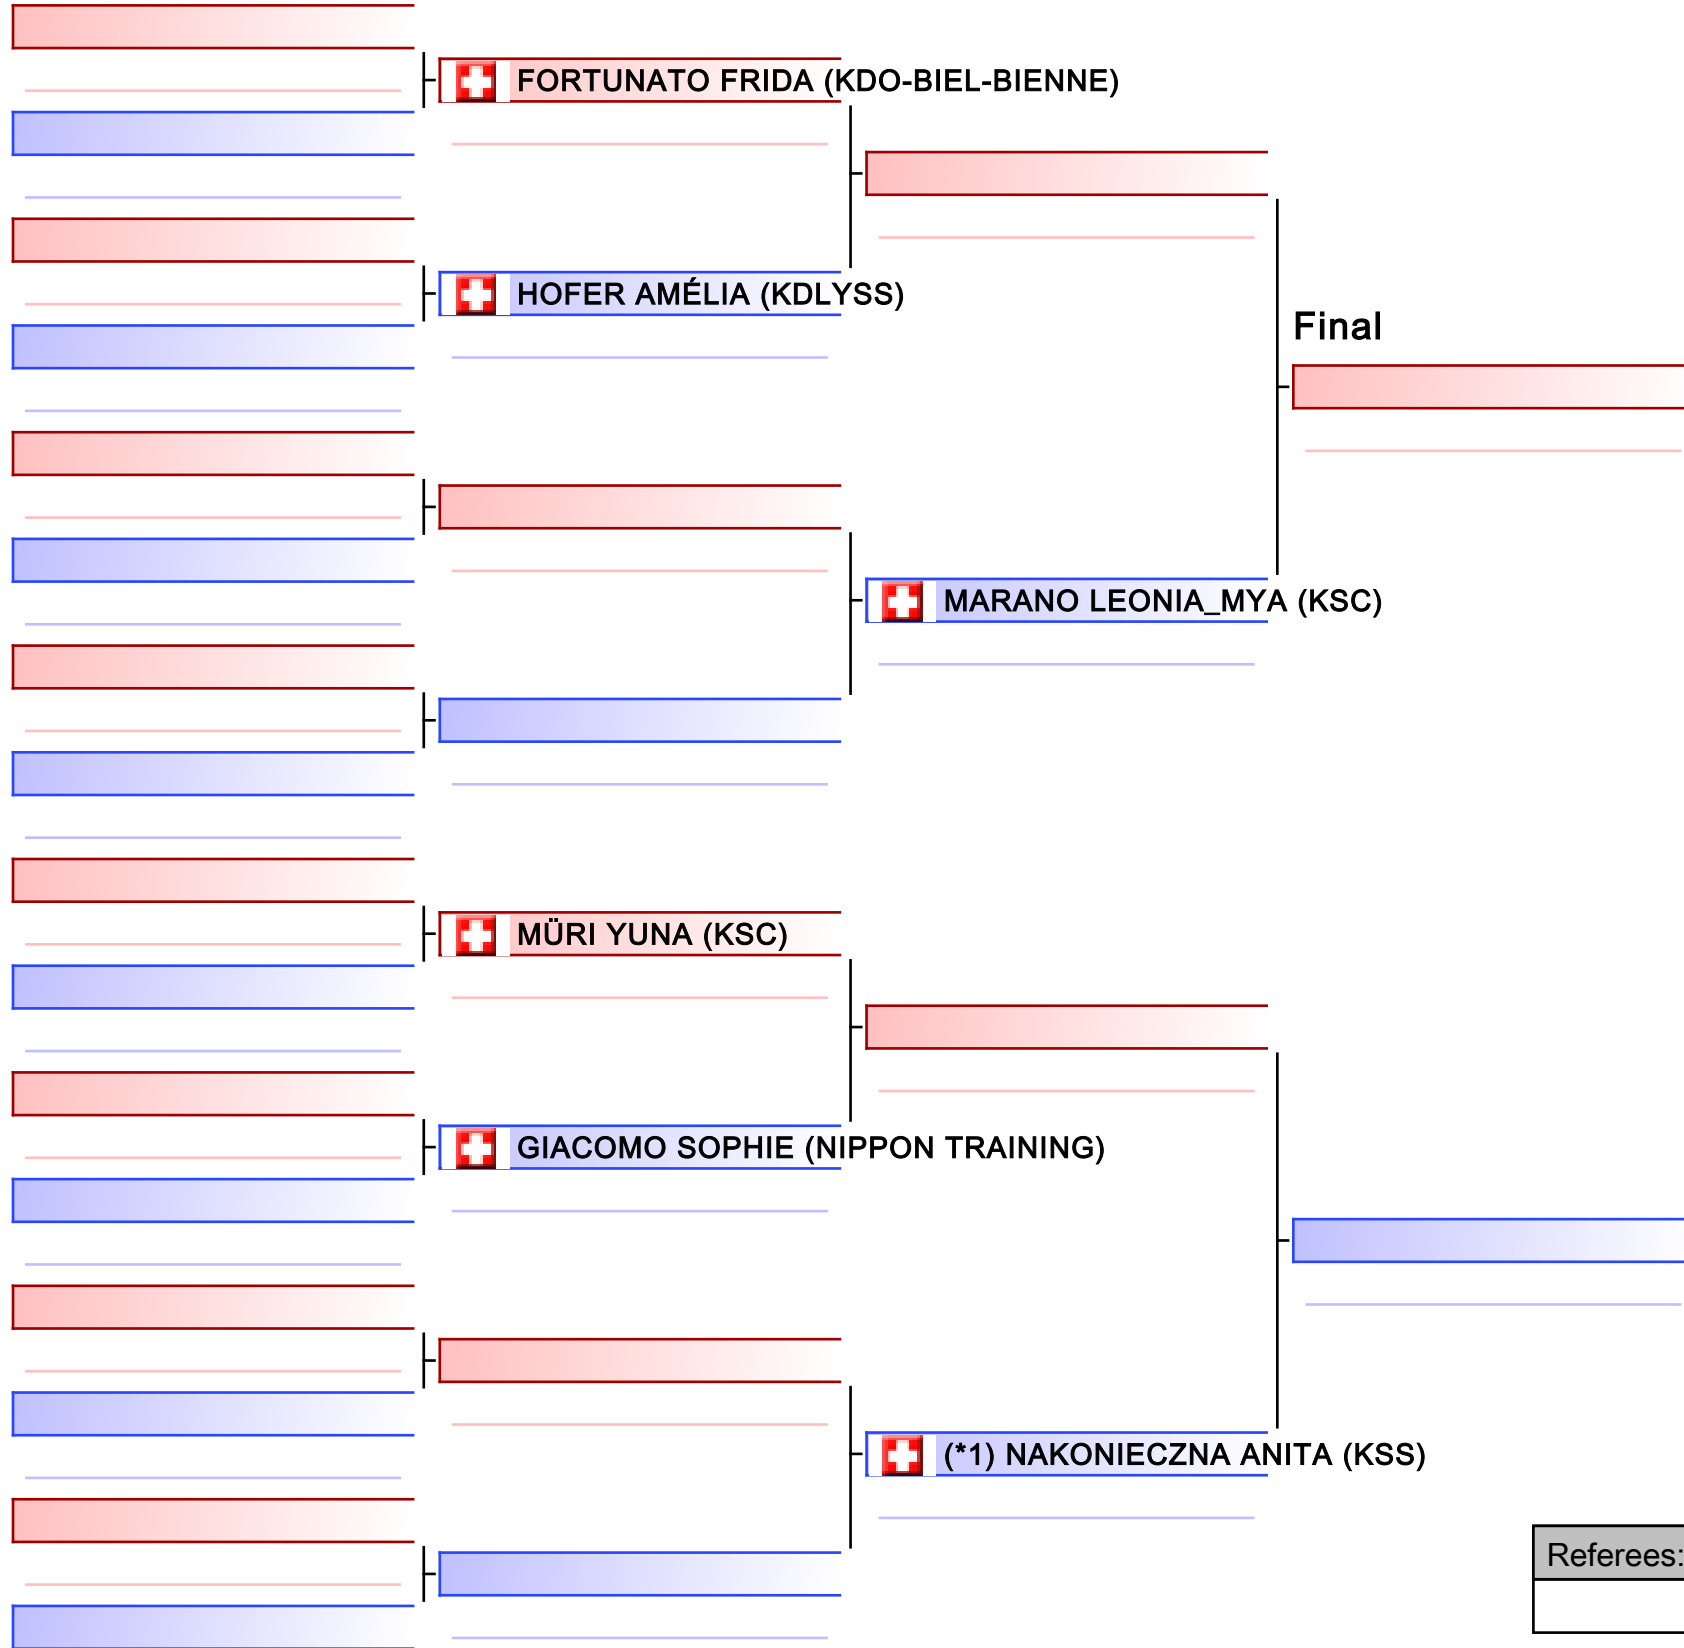 FORTUNATO FRIDA (KDO-BIEL-BIENNE)
HOFER AMÉLIA (KDLYSS)
Final
MARANO LEONIA_MYA (KSC)
MÜRI YUNA (KSC)
GIACOMO SOPHIE (NIPPON TRAINING)
(*1) NAKONIECZNA ANITA (KSS)
Referees: